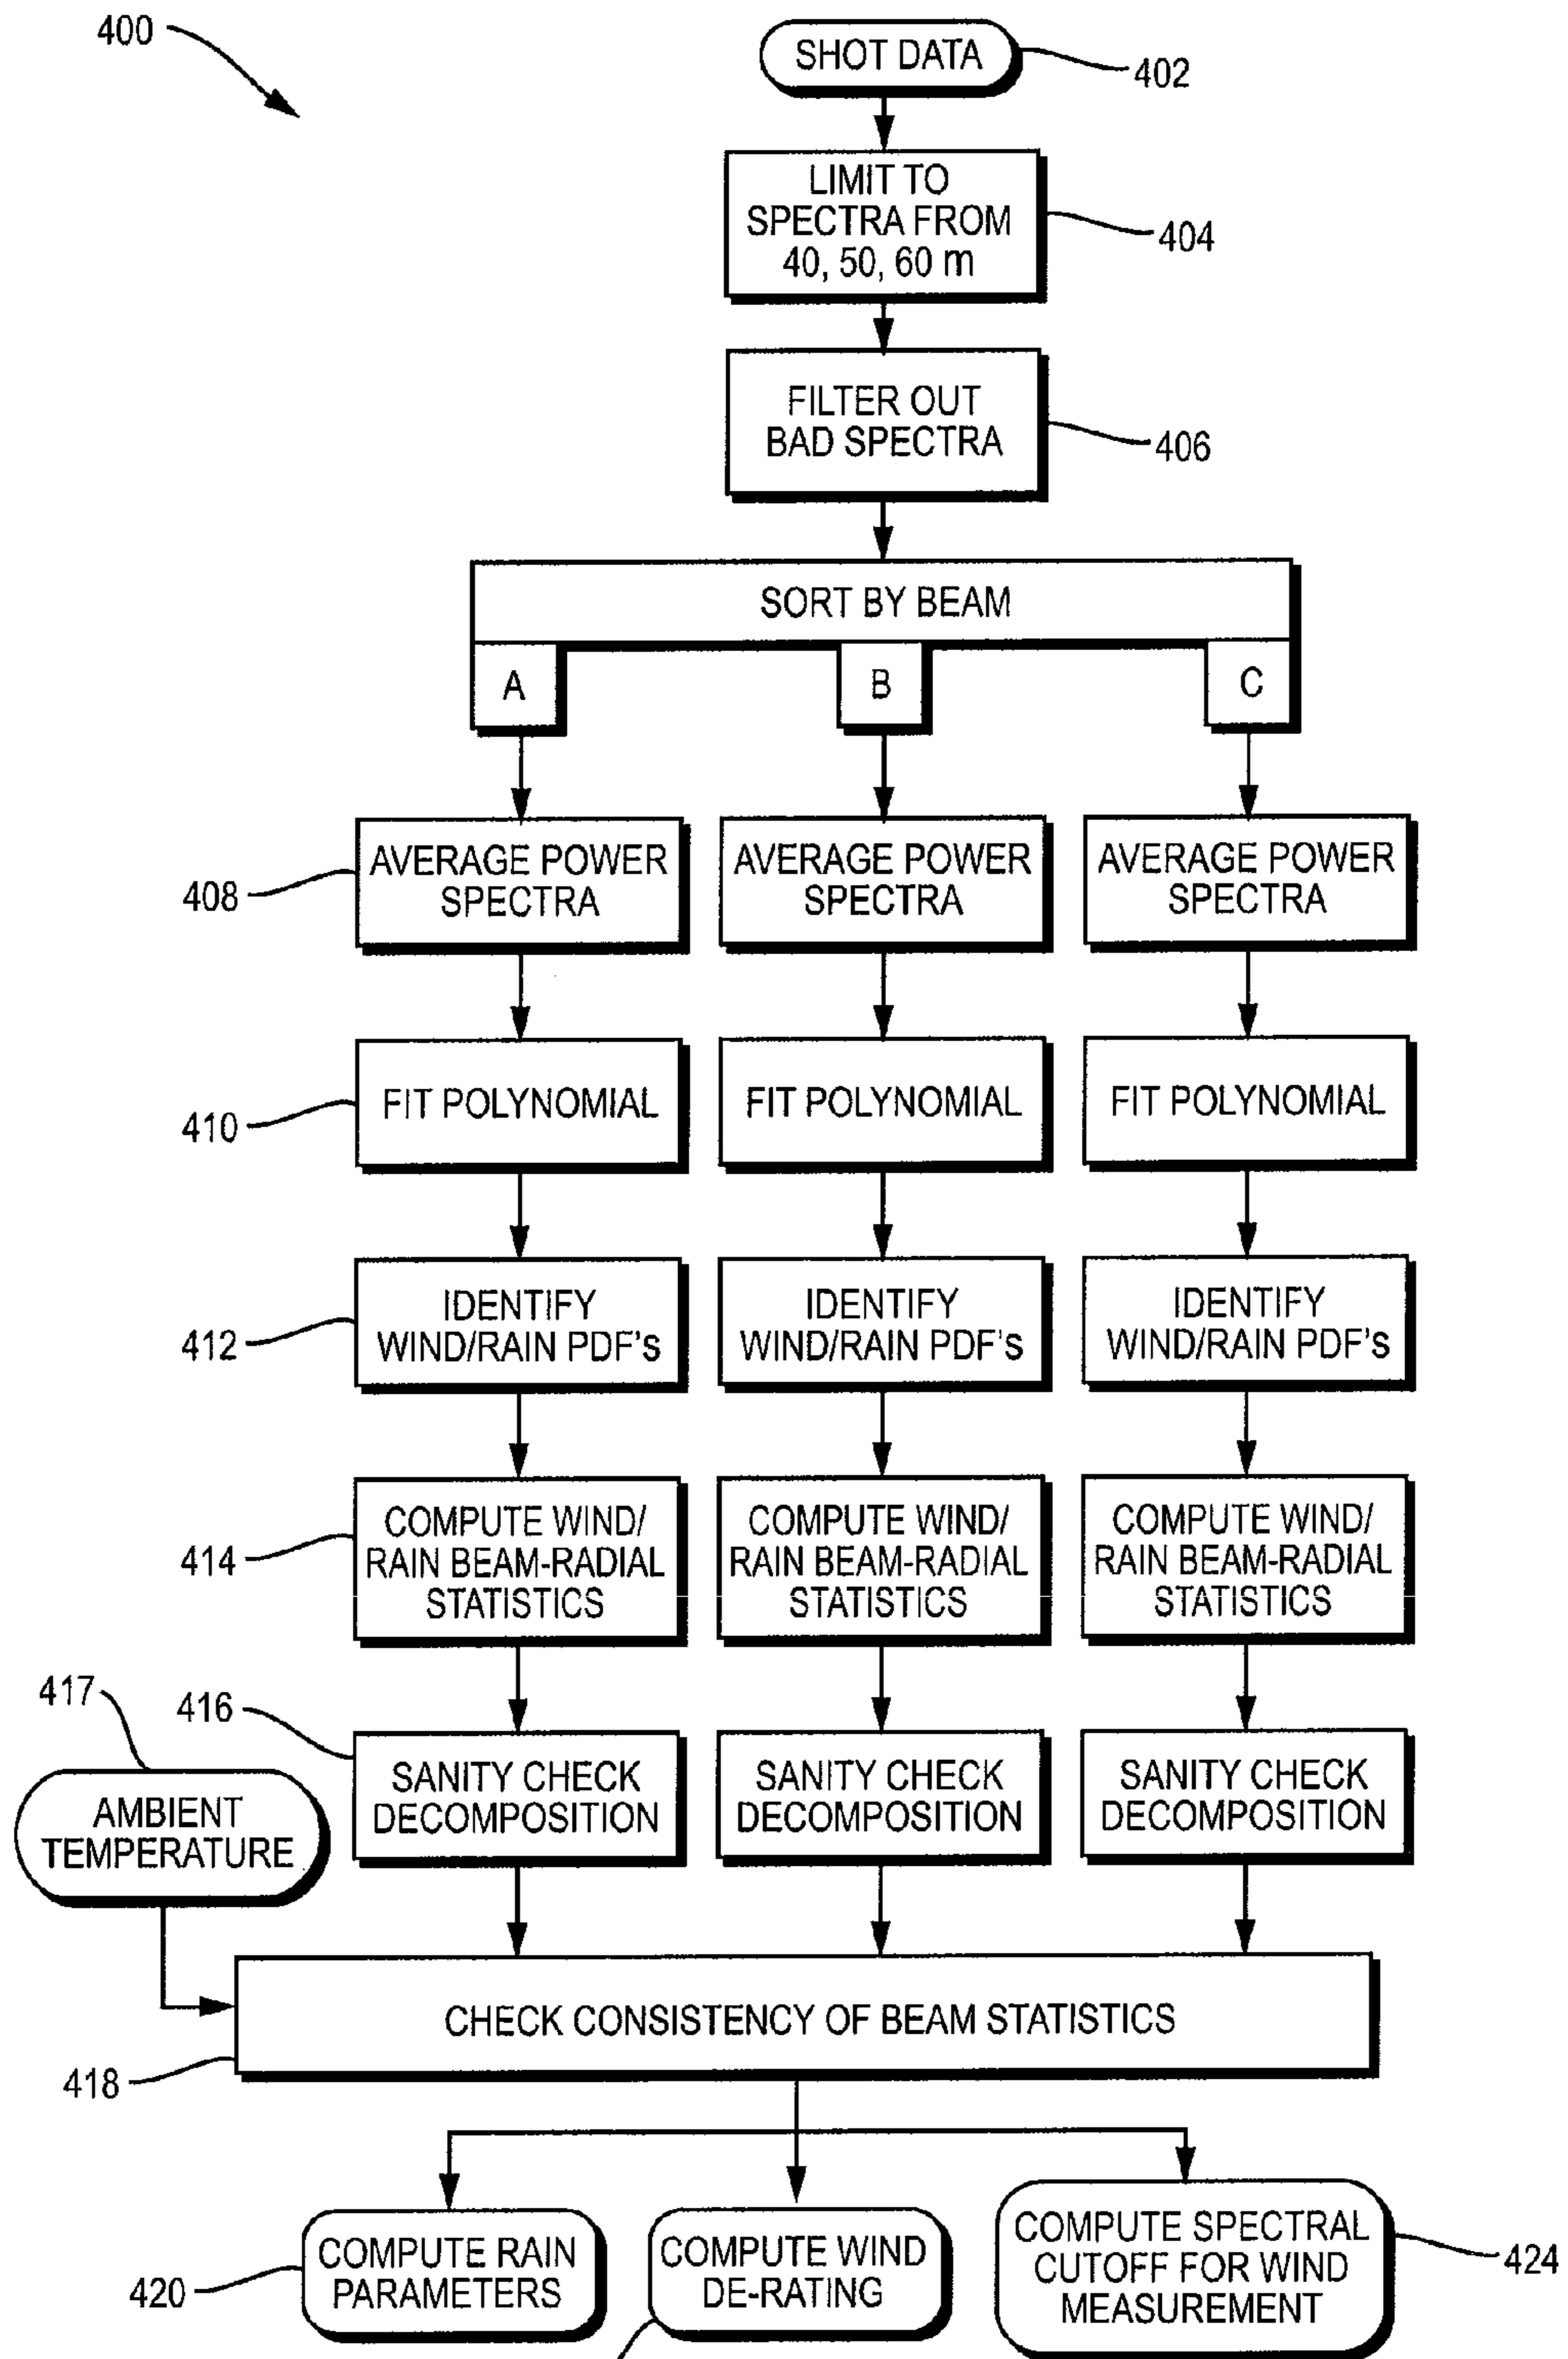 400
SHOT DATA
402
LIMIT TO
SPECTRA FROM
40, 50, 60 m
404
FILTER OUT
BAD SPECTRA
406
SORT BY BEAM
A
B
C
408
AVERAGE POWER
SPECTRA
AVERAGE POWER
SPECTRA
AVERAGE POWER
SPECTRA
410
FIT POLYNOMIAL
FIT POLYNOMIAL
FIT POLYNOMIAL
412
IDENTIFY
WIND/RAIN PDF's
IDENTIFY
WIND/RAIN PDF's
IDENTIFY
WIND/RAIN PDF's
414
COMPUTE WIND/
RAIN BEAM-RADIAL
STATISTICS
COMPUTE WIND/
RAIN BEAM-RADIAL
STATISTICS
COMPUTE WIND/
RAIN BEAM-RADIAL
STATISTICS
417
416
AMBIENT
TEMPERATURE
SANITY CHECK
DECOMPOSITION
SANITY CHECK
DECOMPOSITION
SANITY CHECK
DECOMPOSITION
CHECK CONSISTENCY OF BEAM STATISTICS
418
COMPUTE RAIN
PARAMETERS
420
COMPUTE WIND
DE-RATING
COMPUTE SPECTRAL
CUTOFF FOR WIND
MEASUREMENT
424